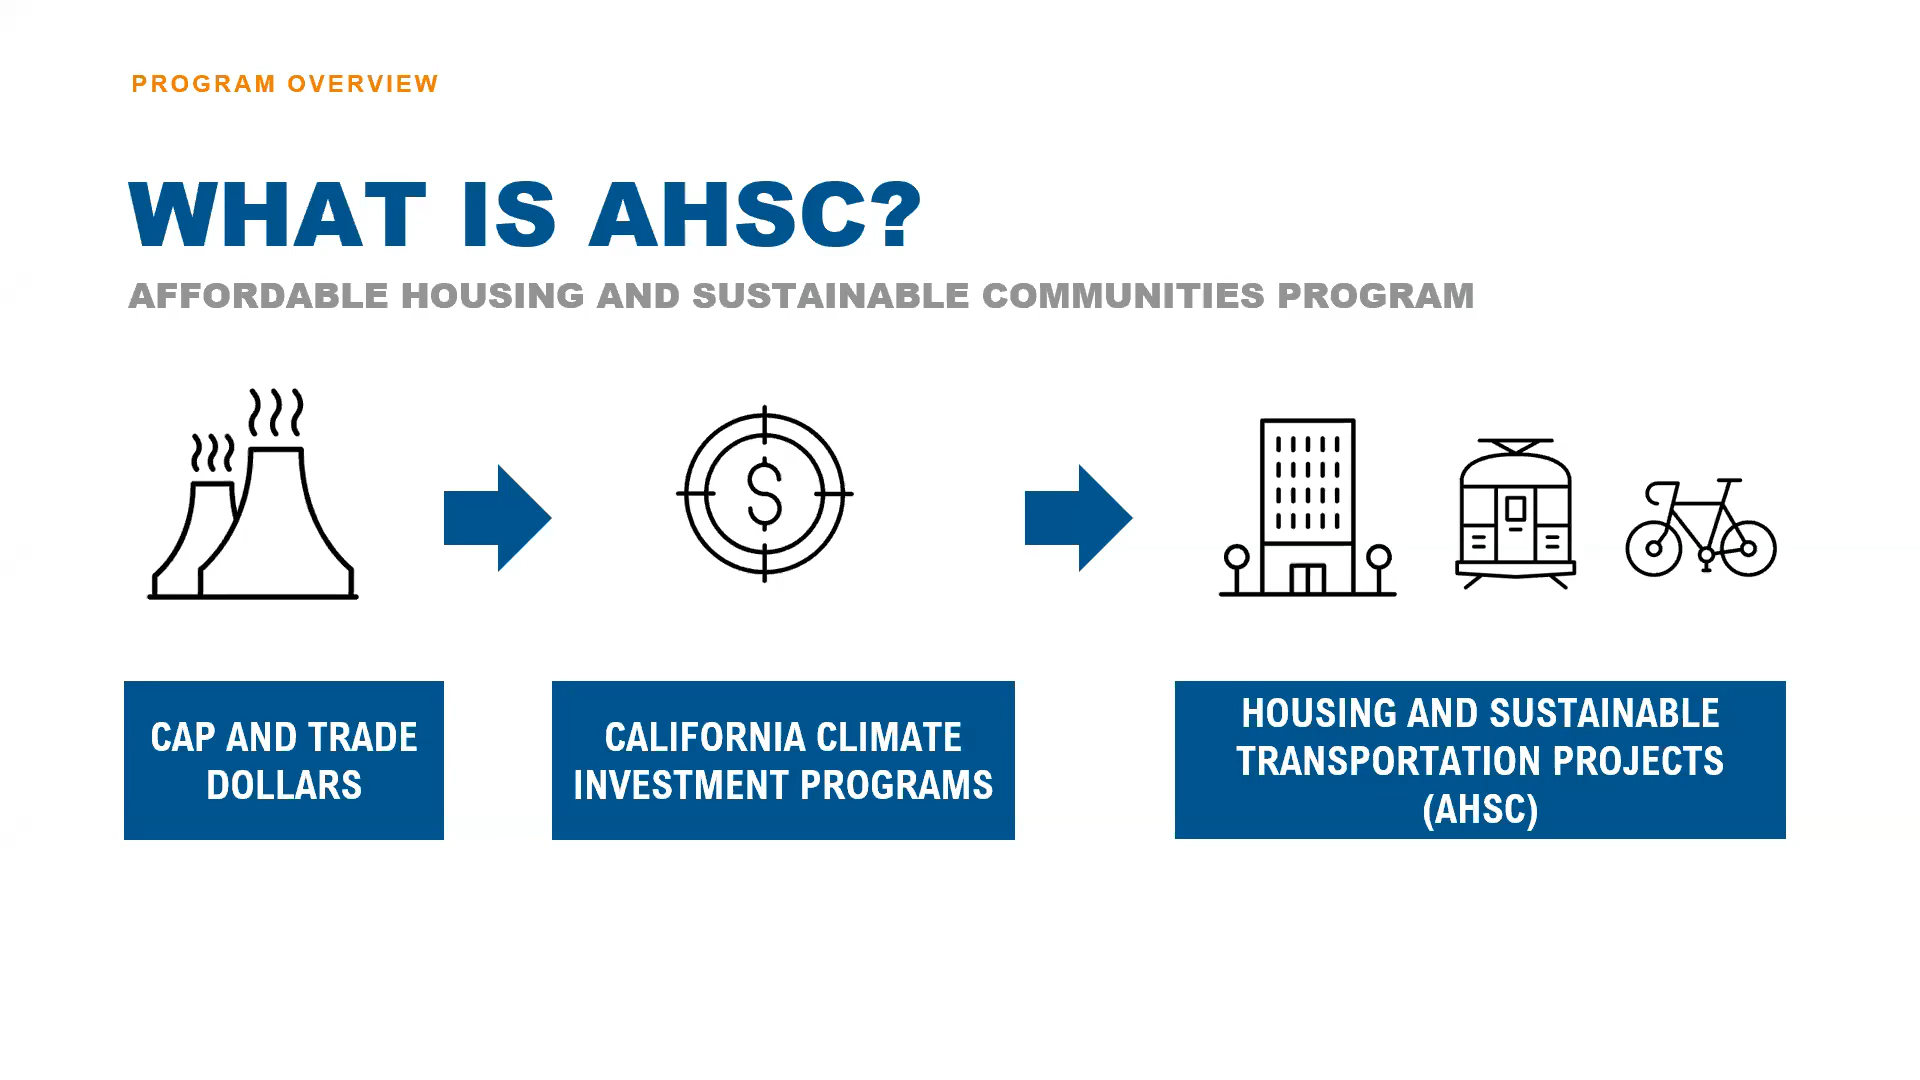 PROGRAM OVERVIEW
WHAT IS AHSC?
AFFORDABLE HOUSING AND SUSTAINABLE COMMUNITIES PROGRAM
$
CAP AND TRADE
DOLLARS
CALIFORNIA CLIMATE
INVESTMENT PROGRAMS
HOUSING AND SUSTAINABLE
TRANSPORTATION PROJECTS
(AHSC)